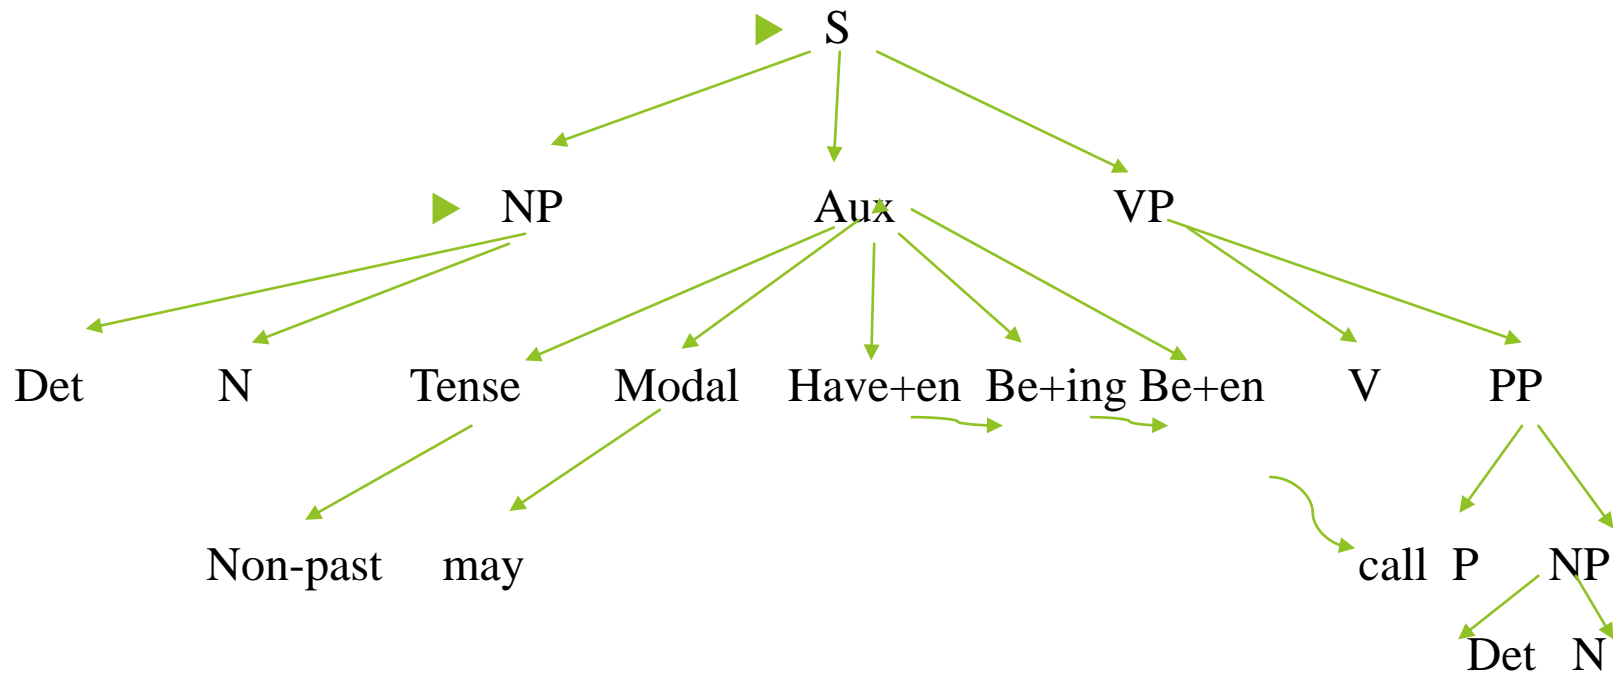 S
NP Aux VP
Det N Tense Modal Have+en Be+ing Be+en V PP
Non-past may call P NP
Det N